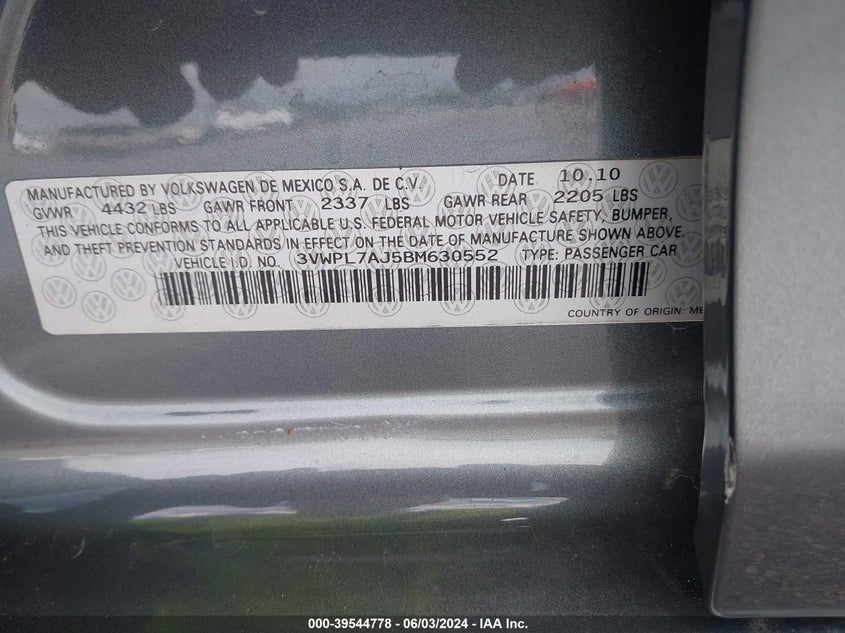 MANUFACTURED BY VOLKSWAGEN DE MEXICO S.A. DE C.V. DATE 10.10
GVWR 4432 LBS GAWR FRONT 2337 LBS GAWR REAR 2205 LBS
THIS VEHICLE CONFORMS TO ALL APPLICABLE U.S. FEDERAL MOTOR VEHICLE SAFETY, BUMPER,
AND THEFT PREVENTION STANDARDS IN EFFECT ON THE DATE OF MANUFACTURE SHOWN ABOVE.
VEHICLE I.D. NO. 3VWPL7AJ5BM630552 TYPE: PASSENGER CAR
COUNTRY OF ORIGIN:
000-39544778 - 06/03/2024 - IAA Inc.